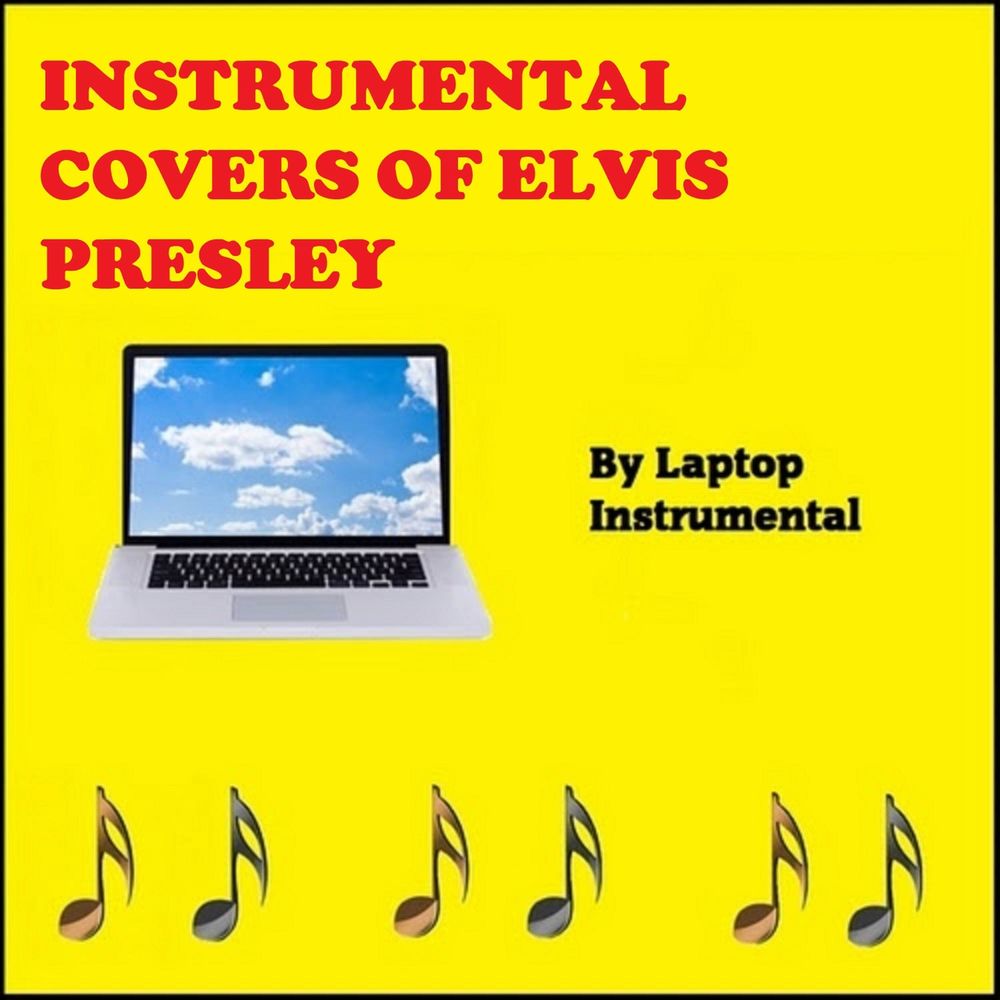 INSTRUMENTAL
COVERS OF ELVIS
PRESLEY
By Laptop
Instrumental